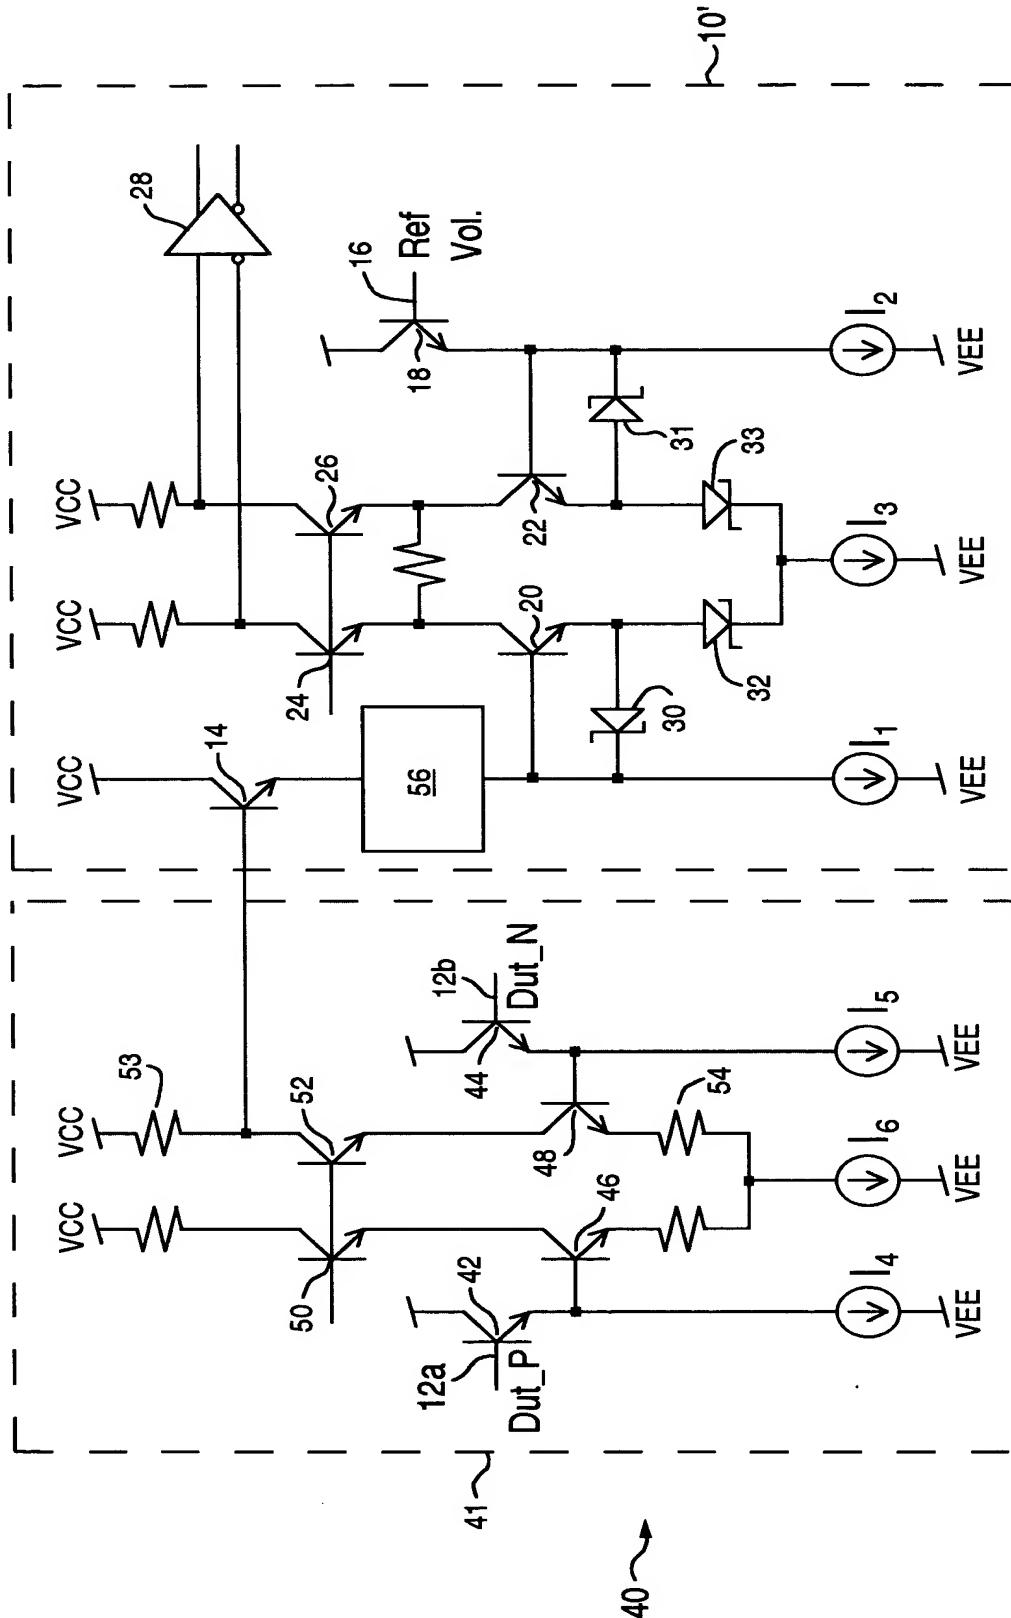 10'
28
VCC
VCC
VCC
14
24
26
16
Ref
Vol.
18
56
20
22
30
31
32
33
I1
VEE
I3
VEE
I2
VEE
VCC
VCC
53
50
52
12a
Dut_P
42
12b
Dut_N
44
46
48
54
I4
VEE
I6
VEE
I5
VEE
41
40